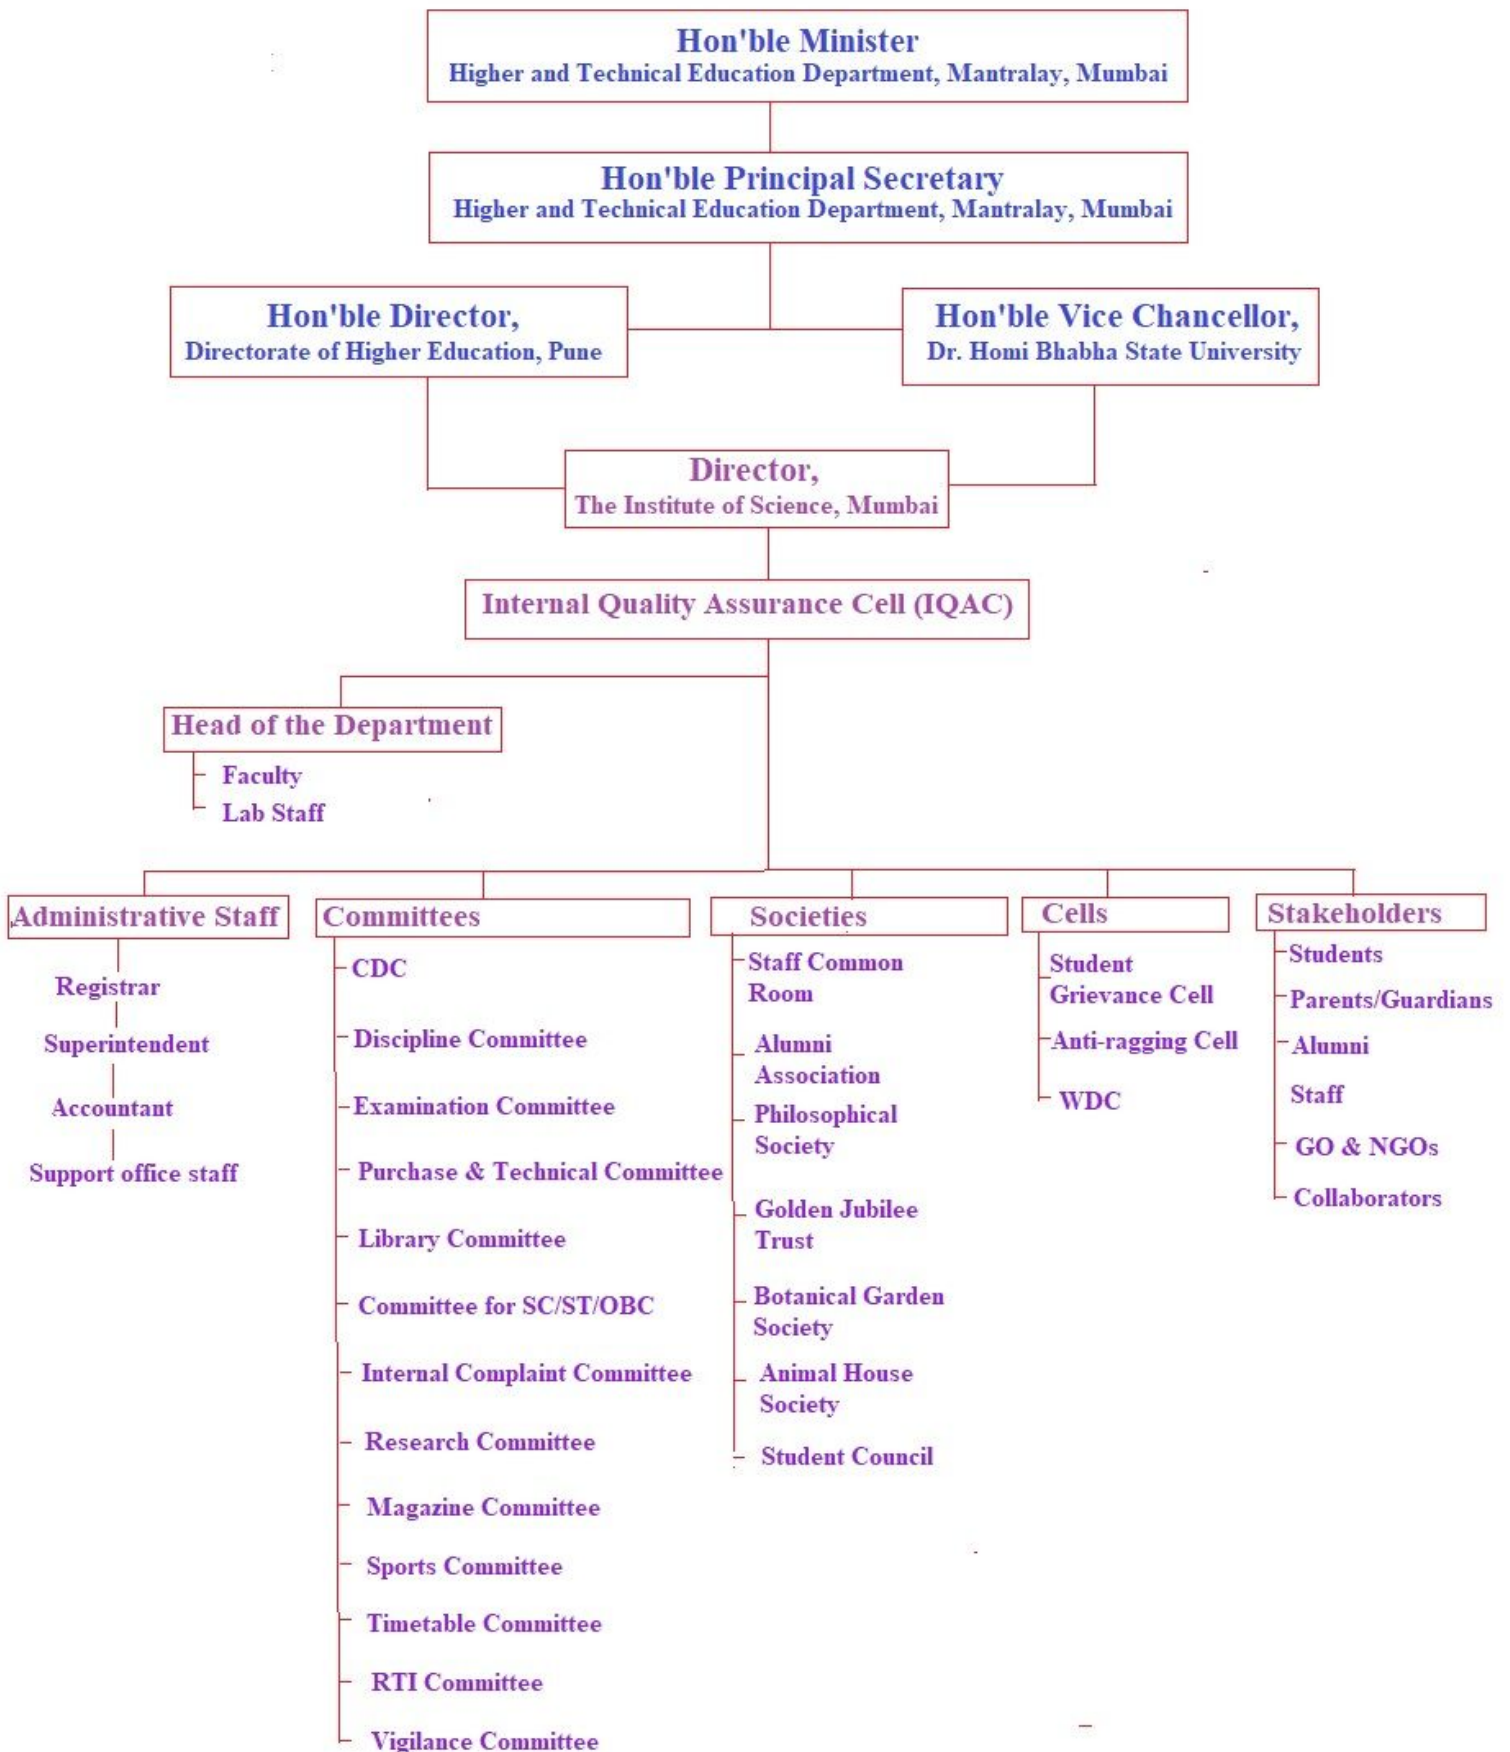 Hon'ble Minister
Higher and Technical Education Department, Mantralay, Mumbai
Hon'ble Principal Secretary
Higher and Technical Education Department, Mantralay, Mumbai
Hon'ble Director,
Directorate of Higher Education, Pune
Hon'ble Vice Chancellor,
Dr. Homi Bhabha State University
Director,
The Institute of Science, Mumbai
Internal Quality Assurance Cell (IQAC)
Head of the Department
Faculty
Lab Staff
Administrative Staff
Registrar
Superintendent
Accountant
Support office staff
Committees
CDC
Discipline Committee
Examination Committee
Purchase & Technical Committee
Library Committee
Committee for SC/ST/OBC
Internal Complaint Committee
Research Committee
Magazine Committee
Sports Committee
Timetable Committee
RTI Committee
Vigilance Committee
Societies
Staff Common
Room
Alumni
Association
Philosophical
Society
Golden Jubilee
Trust
Botanical Garden
Society
Animal House
Society
Student Council
Cells
Student
Grievance Cell
Anti-ragging Cell
WDC
Stakeholders
Students
Parents/Guardians
Alumni
Staff
GO & NGOs
Collaborators